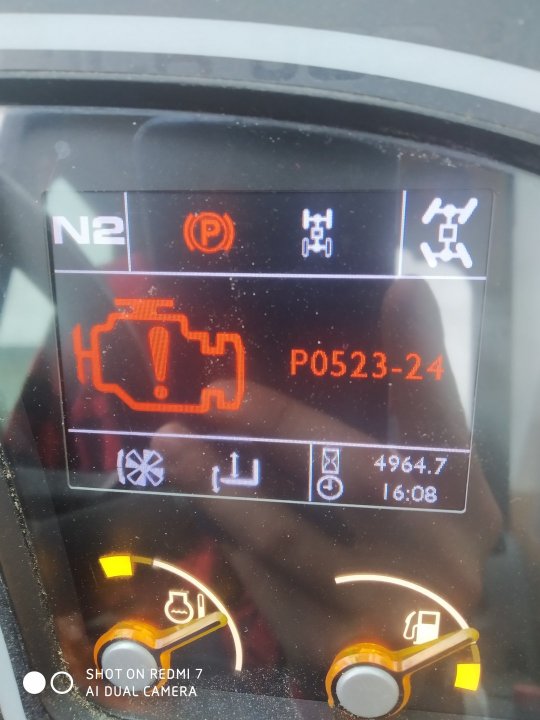 N2
P
P0523-24
4964.7
16:08
SHOT ON REDMI 7
AI DUAL CAMERA